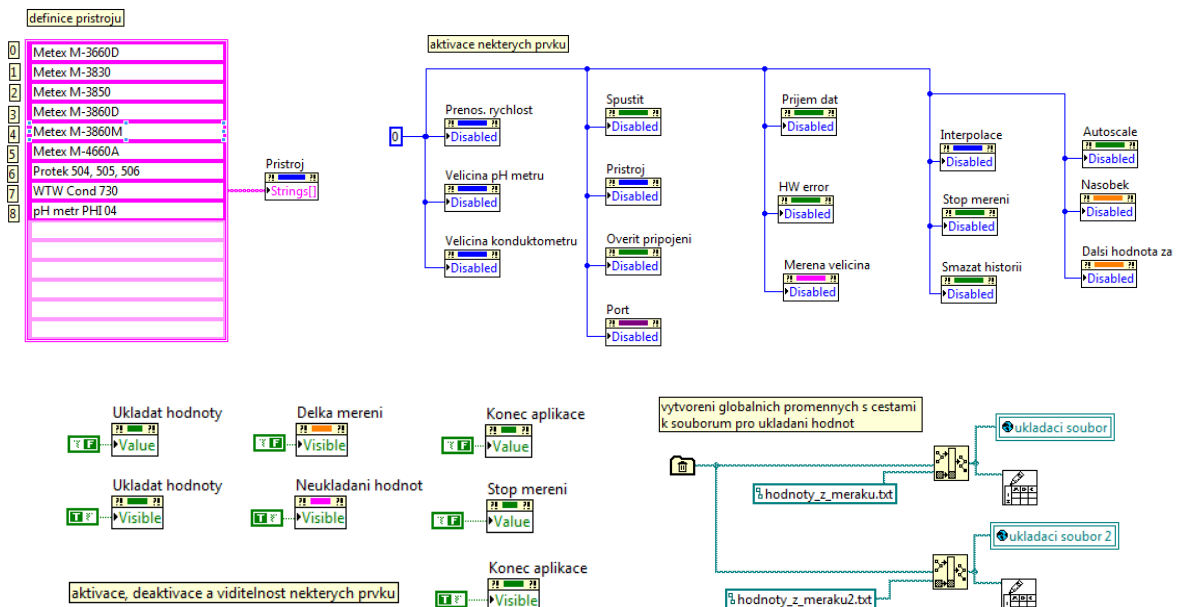 definice pristroju
0 Metex M-3660D
1 Metex M-3830
2 Metex M-3850
3 Metex M-3860D
4 Metex M-3860M
5 Metex M-4660A
6 Protek 504, 505, 506
7 WTW Cond 730
8 pH metr PHI 04
Pristroj
Strings[]
aktivace nekterych prvku
0
Prenos. rychlost
Disabled
Velicina pH metru
Disabled
Velicina konduktometru
Disabled
Spustit
Disabled
Pristroj
Disabled
Overit pripojeni
Disabled
Port
Disabled
Prijem dat
Disabled
HW error
Disabled
Merena velicina
Disabled
Interpolace
Disabled
Stop mereni
Disabled
Smazat historii
Disabled
Autoscale
Disabled
Nasobek
Disabled
Dalsi hodnota za
Disabled
Ukladat hodnoty
F Value
Delka mereni
F Visible
Konec aplikace
F Value
Ukladat hodnoty
T Visible
Neukladani hodnot
T Visible
Stop mereni
F Value
Konec aplikace
T Visible
aktivace, deaktivace a viditelnost nekterych prvku
vytvoreni globalnich promennych s cestami
k souborum pro ukladani hodnot
ukladaci soubor
hodnoty_z_meraku.txt
ukladaci soubor 2
hodnoty_z_meraku2.txt